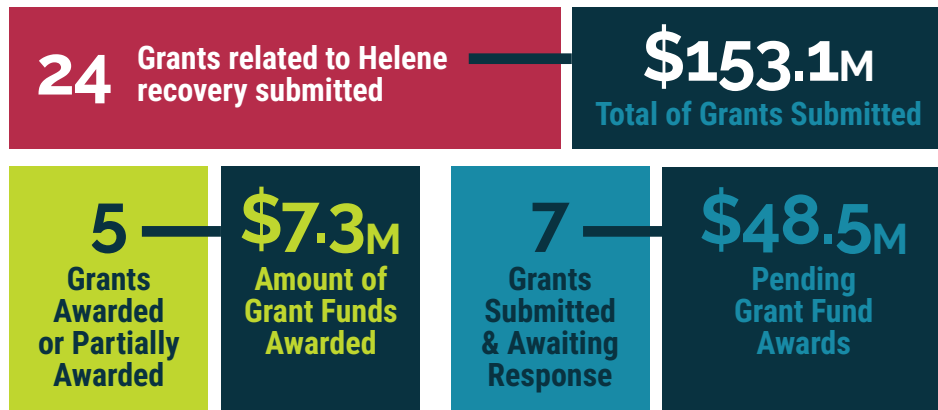 24
Grants related to Helene
recovery submitted
$153.1M
Total of Grants Submitted
5
Grants
Awarded
or Partially
Awarded
$7.3M
Amount of
Grant Funds
Awarded
7
Grants
Submitted
& Awaiting
Response
$48.5M
Pending
Grant Fund
Awards